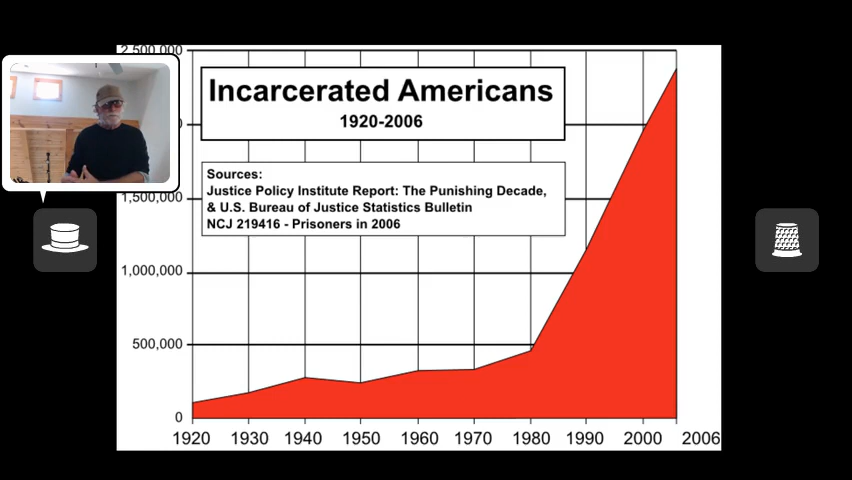 2,500,000
Incarcerated Americans
1920-2006
0
Sources:
Justice Policy Institute Report: The Punishing Decade,
& U.S. Bureau of Justice Statistics Bulletin
NCJ 219416 - Prisoners in 2006
1,500,000
1,000,000
500,000
0
1920 1930 1940 1950 1960 1970 1980 1990 2000 2006